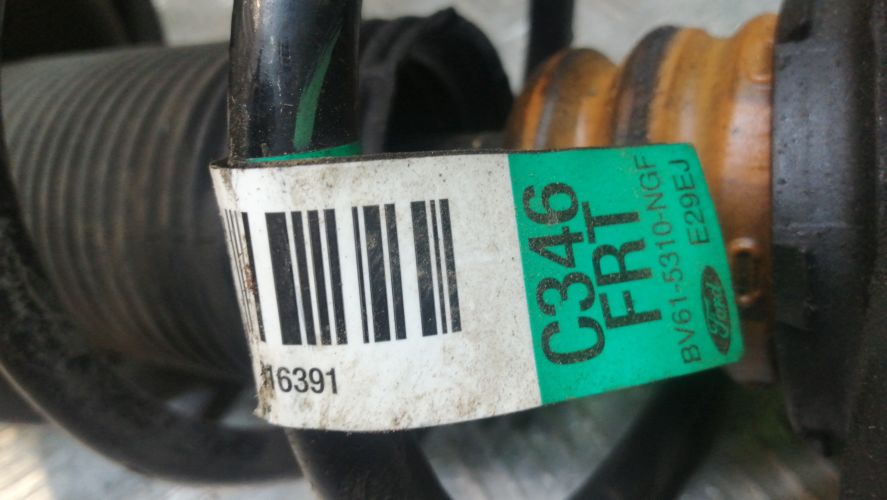 C346
FRT
BV61-5310-NGF
E29EJ
Ford
16391